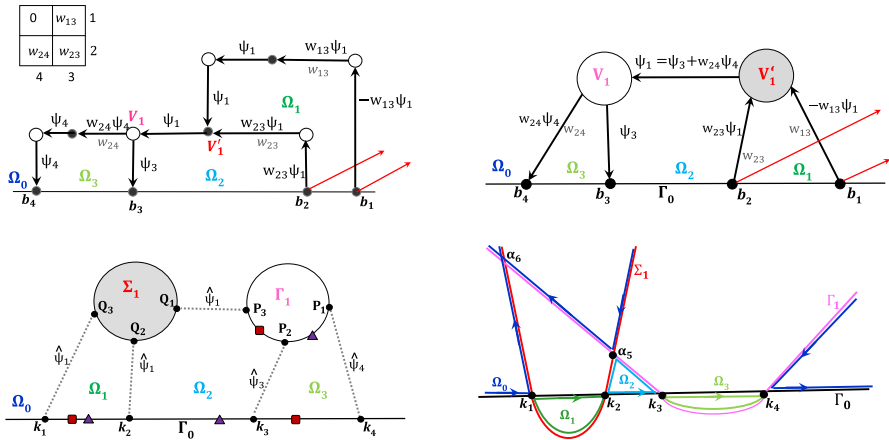 0 w₁₃ 1
w₂₄ w₂₃ 2
4 3
ψ₁ w₁₃ψ₁
w₁₃
ψ₁ Ω₁ −w₁₃ψ₁
ψ₄ w₂₄ψ₄ V₁ ψ₁ w₂₃ψ₁
w₂₄ V₁′ w₂₃
ψ₄ ψ₃ w₂₃ψ₁
Ω₀ Ω₃ Ω₂
b₄ b₃ b₂ b₁
ψ₁ =ψ₃+w₂₄ψ₄
V₁ V₁‘
−w₁₃ψ₁
w₂₄ψ₄ w₂₄ ψ₃ w₂₃ψ₁ w₁₃
w₂₃
Ω₀ Ω₃ Ω₂ Ω₁
b₄ b₃ Γ₀ b₂ b₁
Σ₁ Γ₁
Q₃ Q₁ ψ̂₁ P₃ P₁
Q₂ P₂
ψ̂₁ ψ̂₁ ψ̂₃ ψ̂₄
Ω₀ Ω₁ Ω₂ Ω₃
k₁ k₂ Γ₀ k₃ k₄
α₆ Σ₁ Γ₁
α₅
Ω₀ Ω₂ Ω₃
k₁ Ω₁ k₂ k₃ k₄ Γ₀